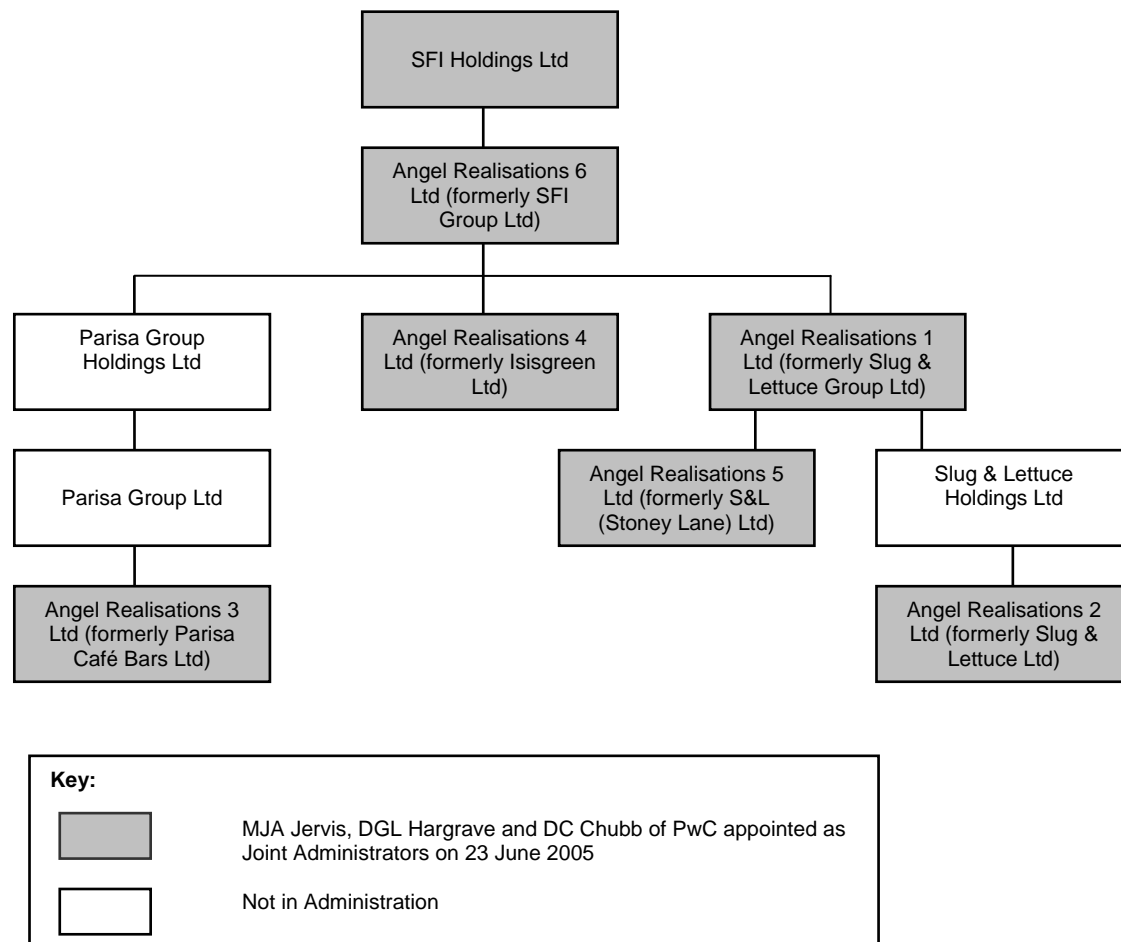 SFI Holdings Ltd
Angel Realisations 6
Ltd (formerly SFI
Group Ltd)
Parisa Group
Holdings Ltd
Angel Realisations 4
Ltd (formerly Isisgreen
Ltd)
Angel Realisations 1
Ltd (formerly Slug &
Lettuce Group Ltd)
Parisa Group Ltd
Angel Realisations 5
Ltd (formerly S&L
(Stoney Lane) Ltd)
Slug & Lettuce
Holdings Ltd
Angel Realisations 3
Ltd (formerly Parisa
Café Bars Ltd)
Angel Realisations 2
Ltd (formerly Slug &
Lettuce Ltd)
Key:
MJA Jervis, DGL Hargrave and DC Chubb of PwC appointed as
Joint Administrators on 23 June 2005
Not in Administration